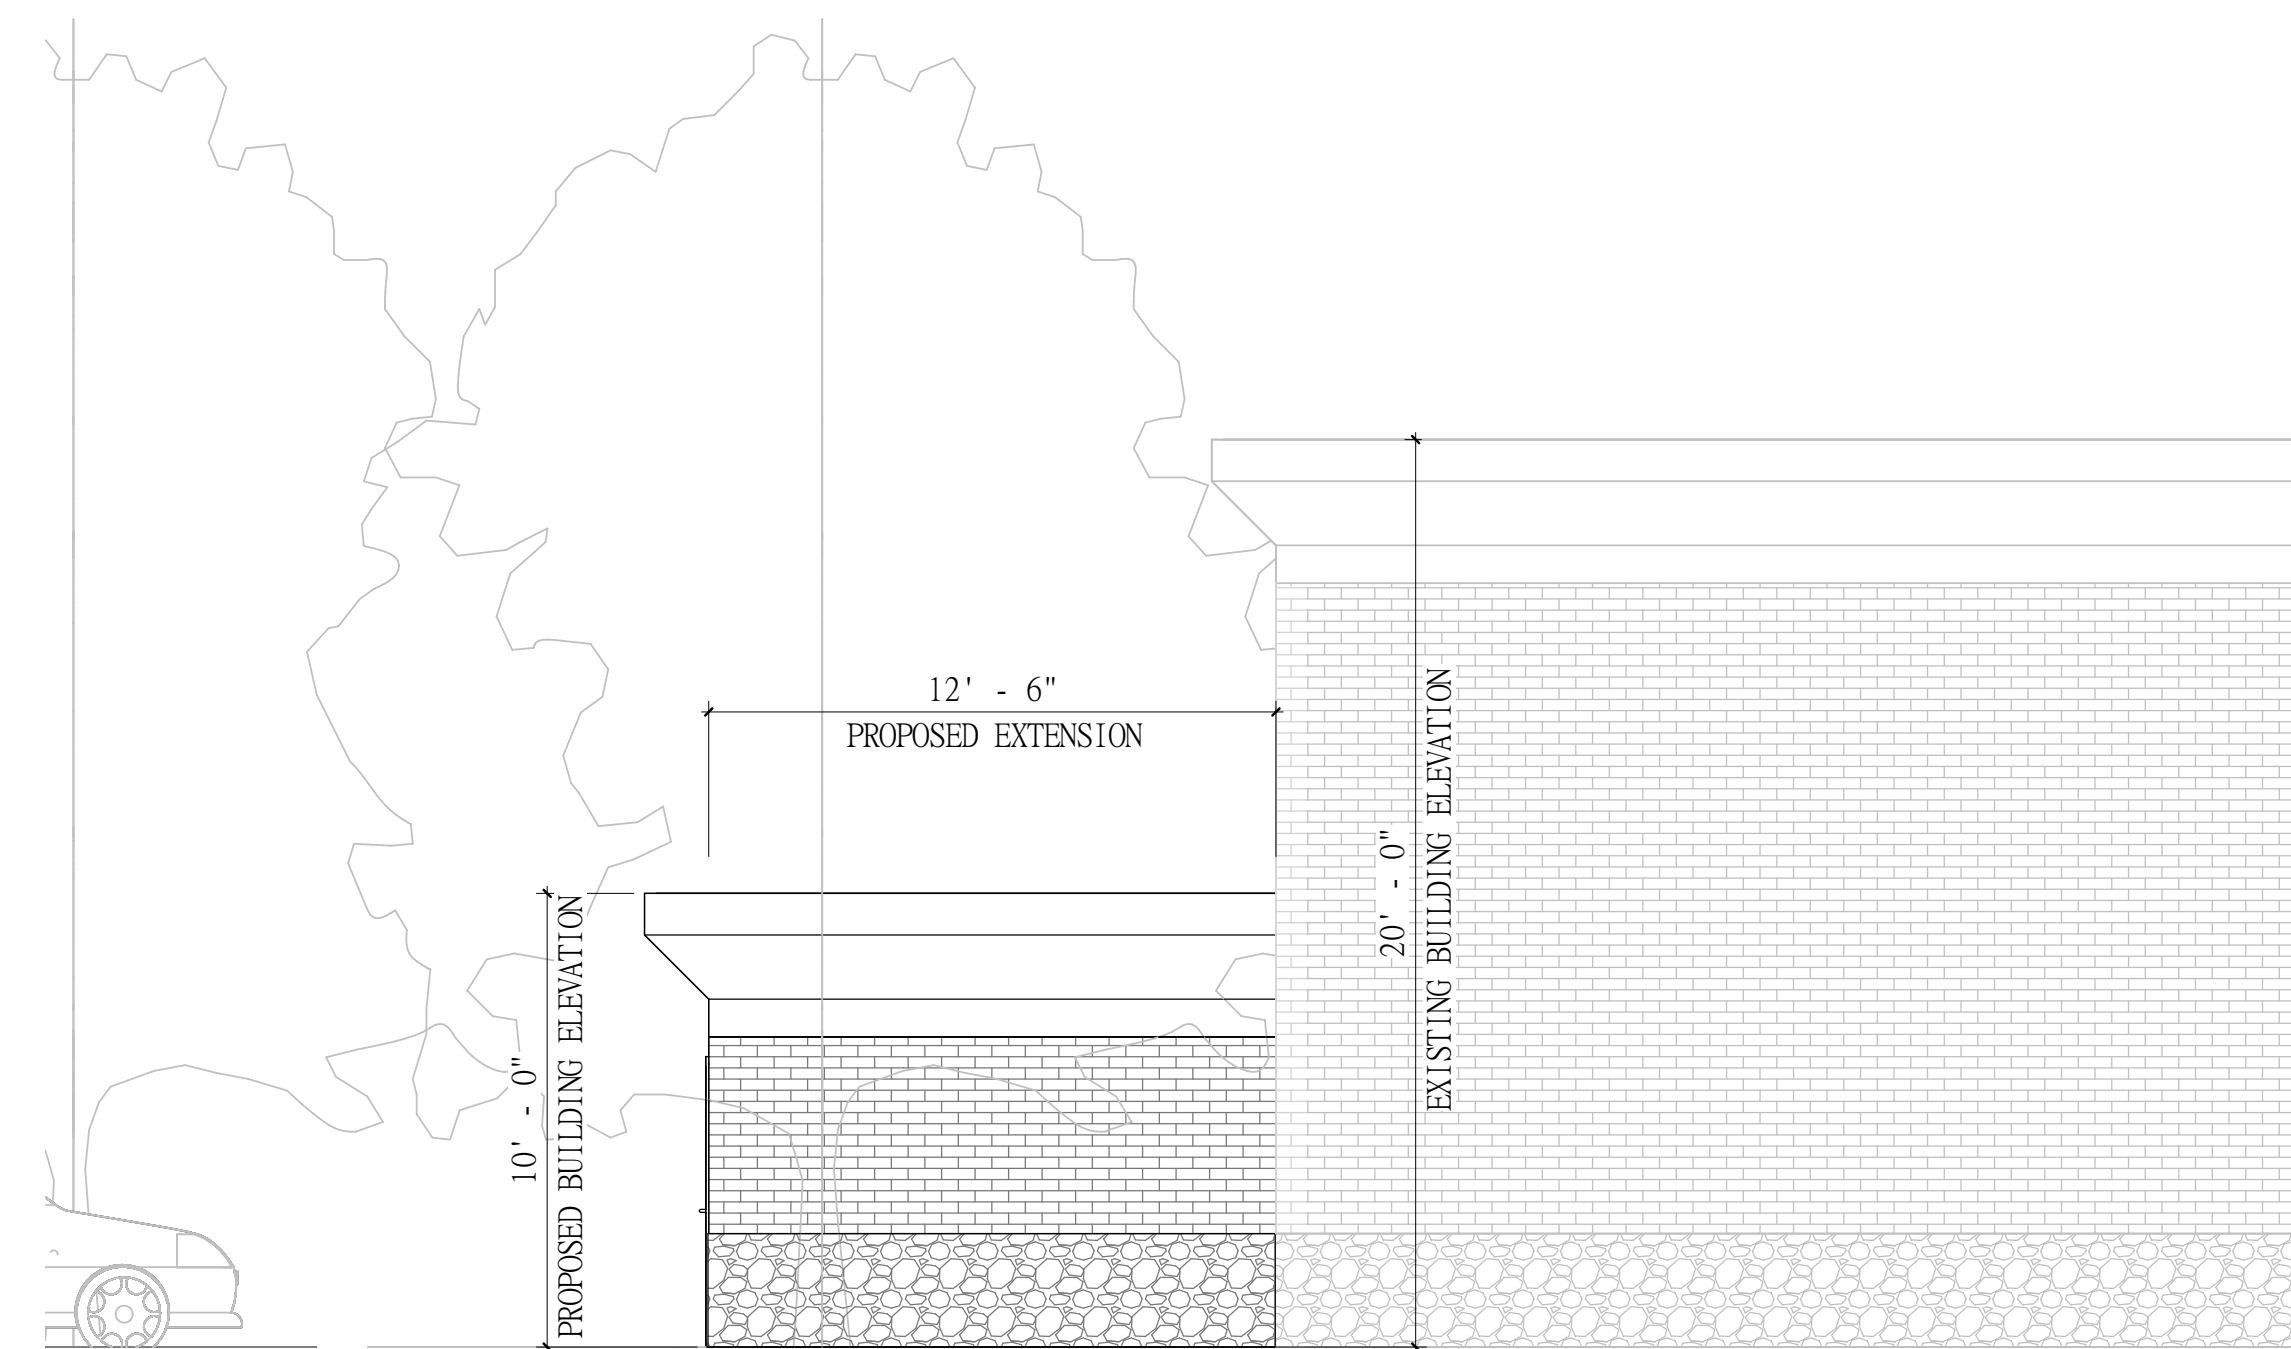 12' - 6"
PROPOSED EXTENSION
10' - 0"
PROPOSED BUILDING ELEVATION
20' - 0"
EXISTING BUILDING ELEVATION